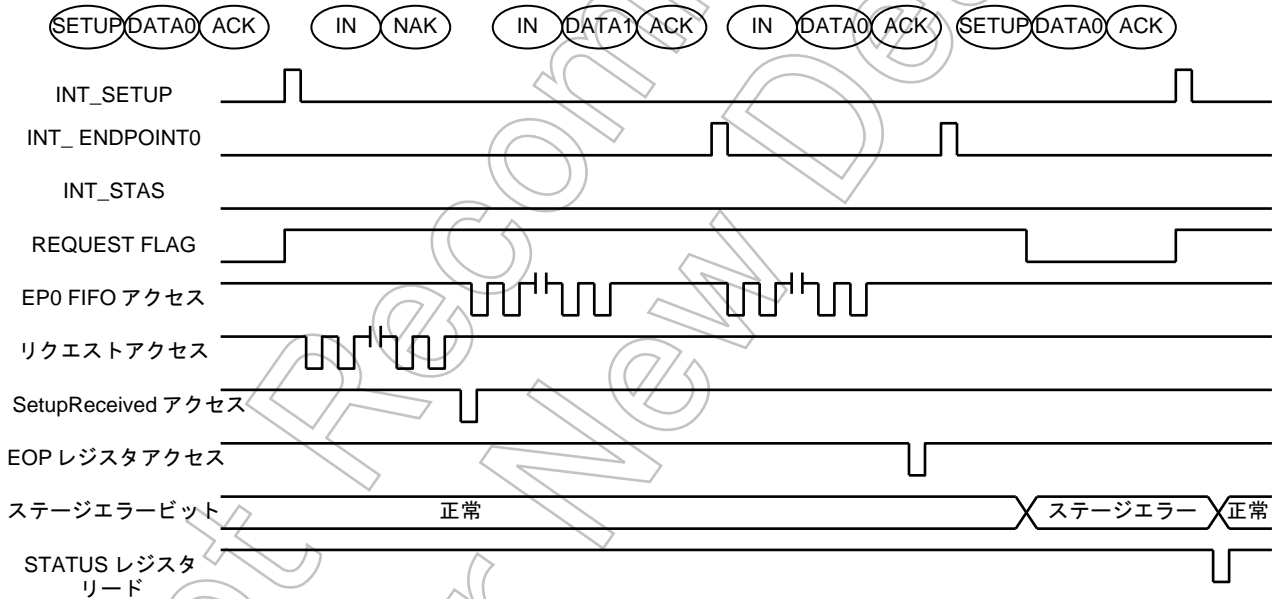 SETUP DATA0 ACK IN NAK IN DATA1 ACK IN DATA0 ACK SETUP DATA0 ACK
INT_SETUP
INT_ ENDPOINT0
INT_STAS
REQUEST FLAG
EP0 FIFO アクセス
リクエストアクセス
SetupReceived アクセス
EOP レジスタアクセス
ステージエラービット 正常 ステージエラー 正常
STATUS レジスタ
リード